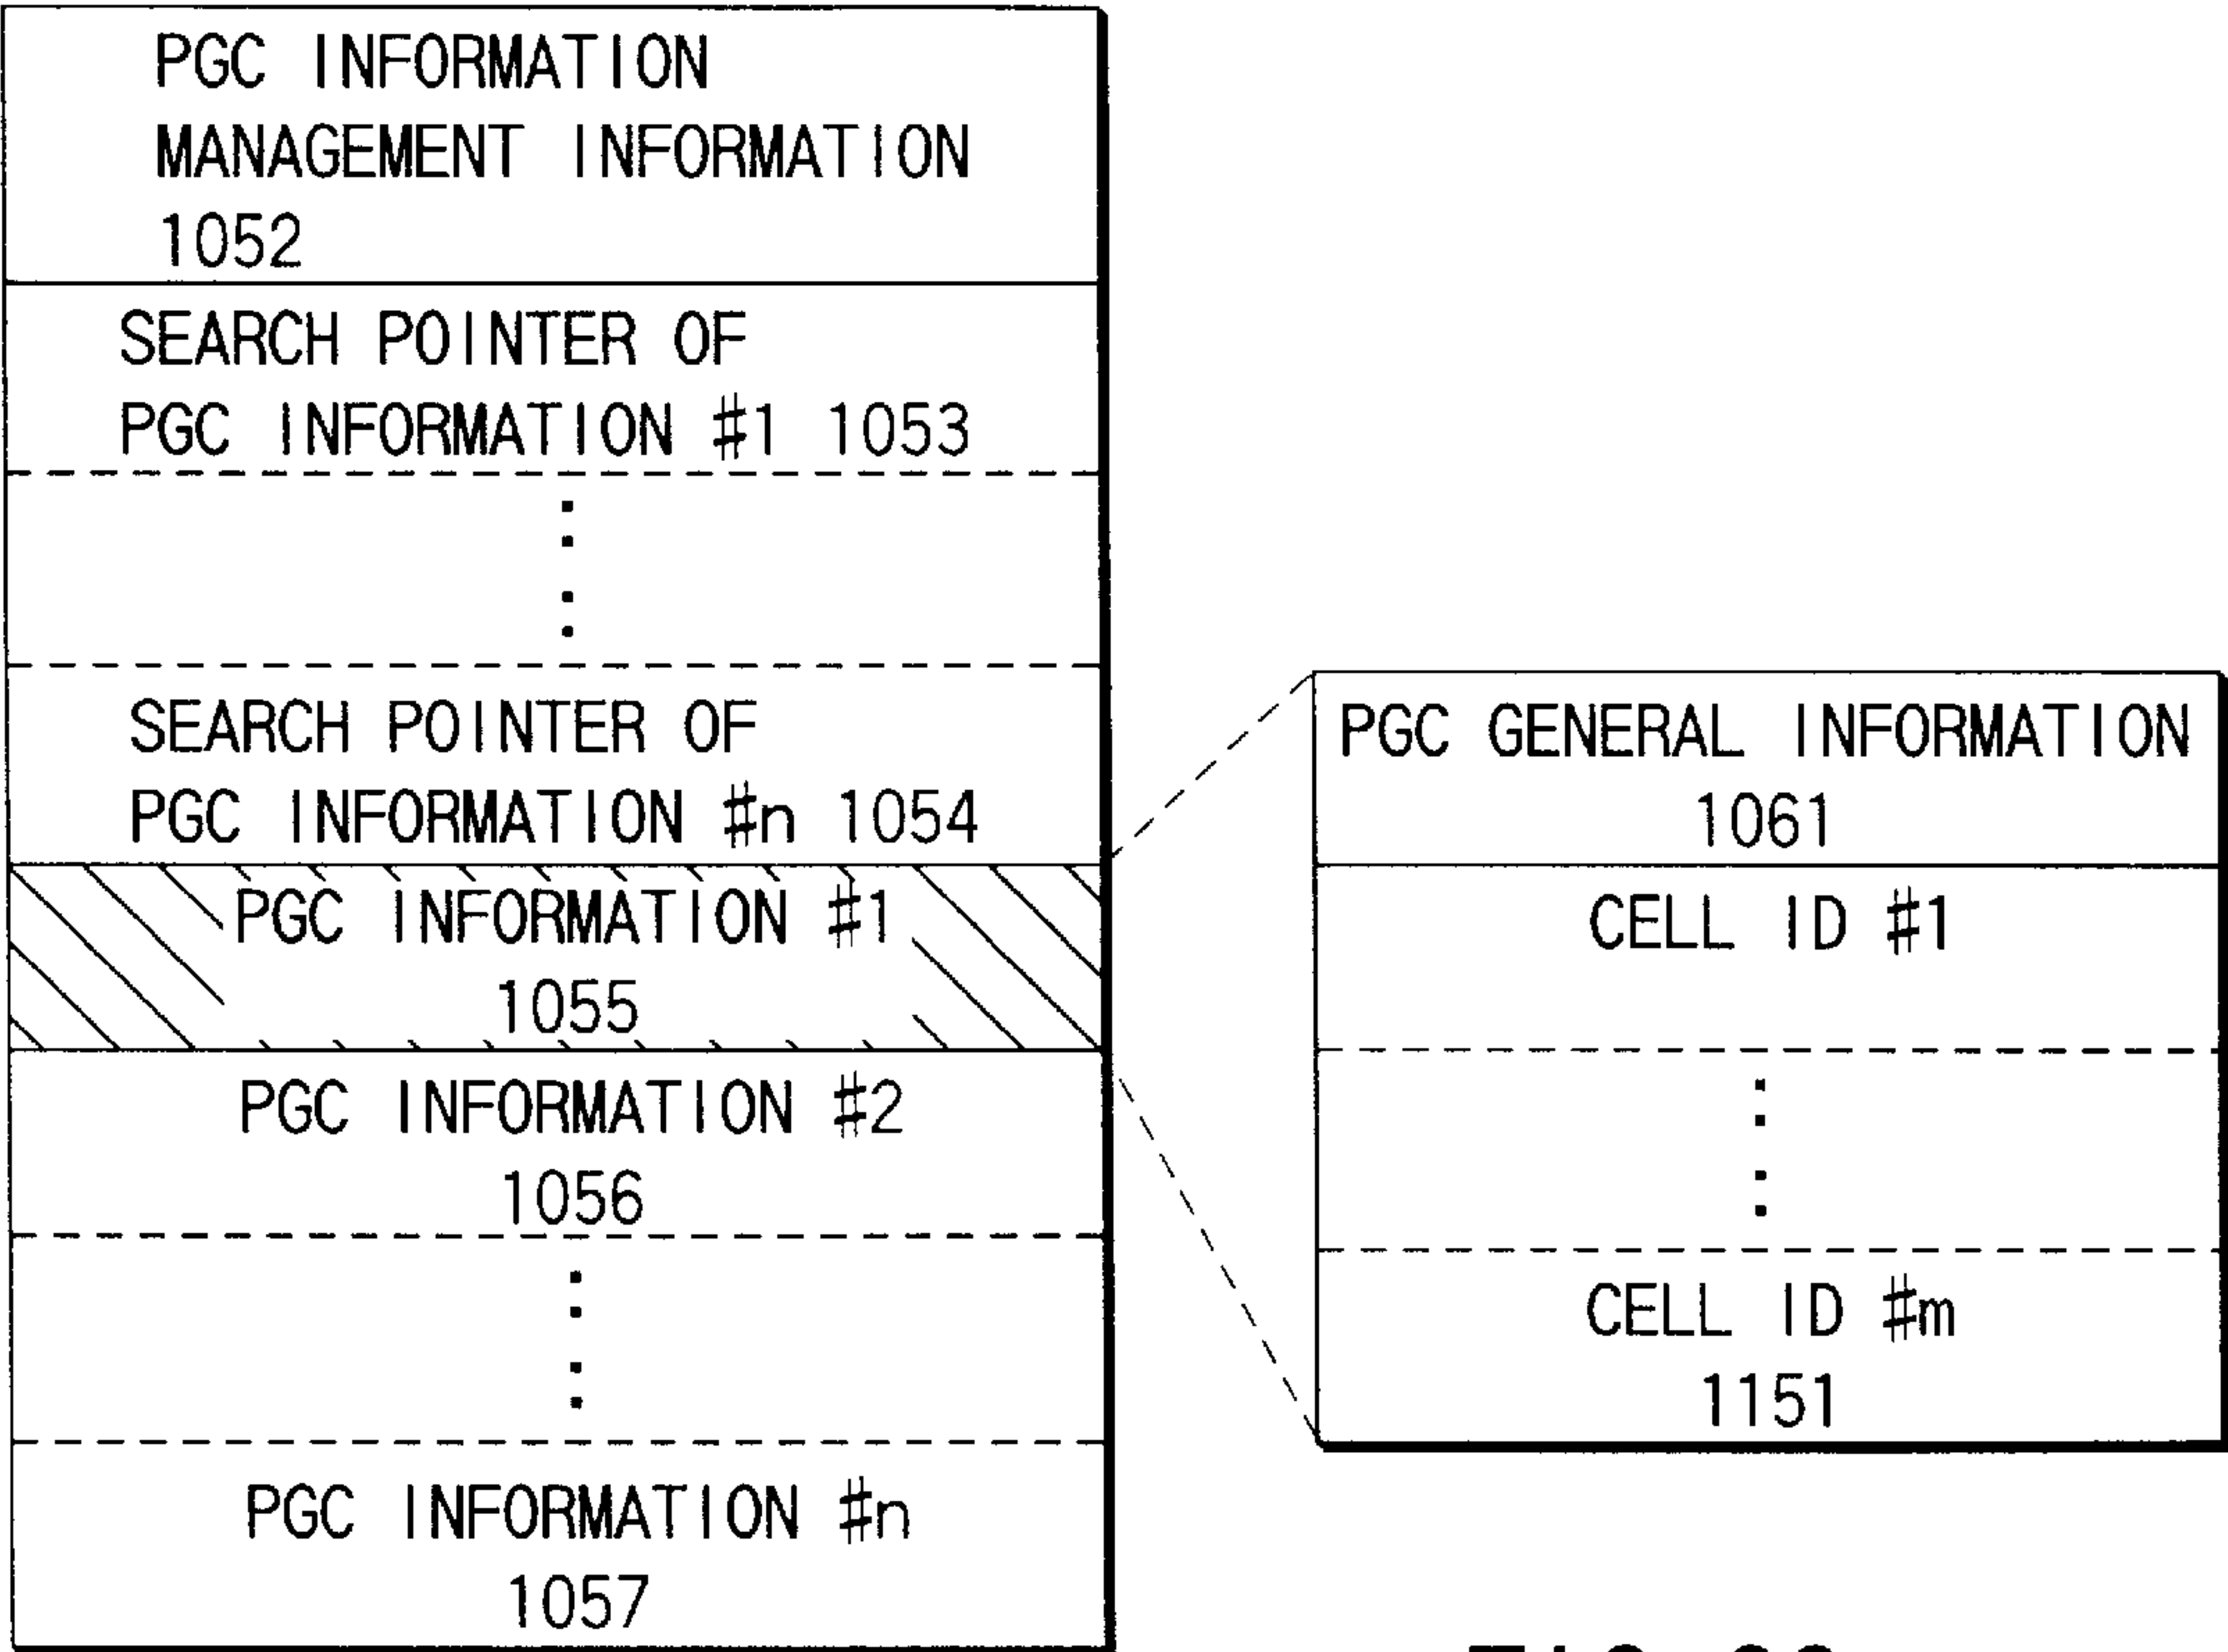 PGC INFORMATION
MANAGEMENT INFORMATION
1052
SEARCH POINTER OF
PGC INFORMATION #1 1053
SEARCH POINTER OF
PGC INFORMATION #n 1054
PGC INFORMATION #1
1055
PGC INFORMATION #2
1056
PGC INFORMATION #n
1057
PGC GENERAL INFORMATION
1061
CELL ID #1
CELL ID #m
1151